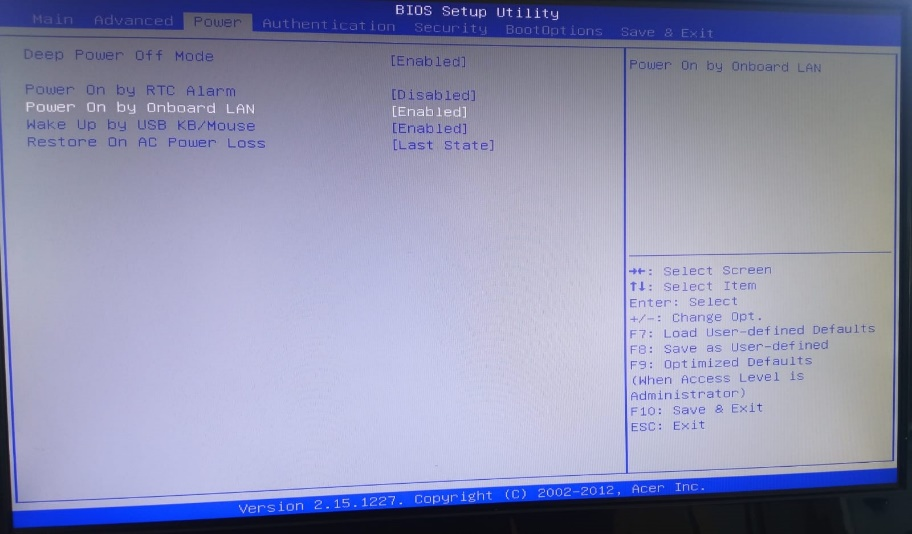 BIOS Setup Utility
Main Advanced Power Authentication Security BootOptions Save & Exit
Deep Power Off Mode [Enabled]
Power On by RTC Alarm [Disabled]
Power On by Onboard LAN [Enabled]
Wake Up by USB KB/Mouse [Enabled]
Restore On AC Power Loss [Last State]
Power On by Onboard LAN
→←: Select Screen
↑↓: Select Item
Enter: Select
+/-: Change Opt.
F7: Load User-defined Defaults
F8: Save as User-defined
F9: Optimized Defaults
(When Access Level is
Administrator)
F10: Save & Exit
ESC: Exit
Version 2.15.1227. Copyright (C) 2002-2012, Acer Inc.